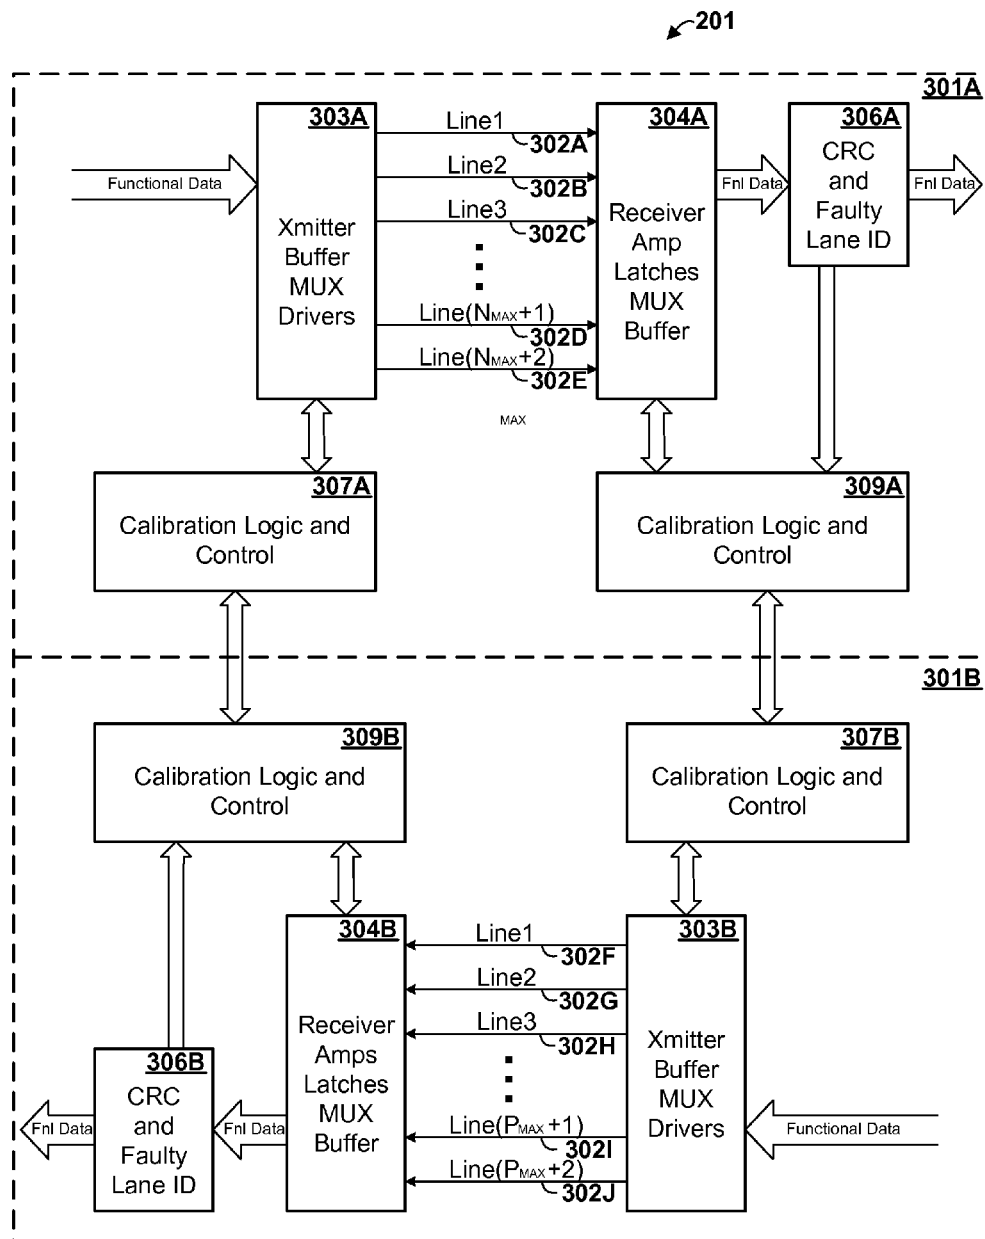 201
301A
303A
Xmitter
Buffer
MUX
Drivers
Functional Data
Line1
302A
Line2
302B
Line3
302C
Line(NMAX+1)
302D
Line(NMAX+2)
302E
MAX
304A
Receiver
Amp
Latches
MUX
Buffer
Fnl Data
306A
CRC
and
Faulty
Lane ID
Fnl Data
307A
Calibration Logic and
Control
309A
Calibration Logic and
Control
301B
309B
Calibration Logic and
Control
307B
Calibration Logic and
Control
304B
Receiver
Amps
Latches
MUX
Buffer
Line1
302F
Line2
302G
Line3
302H
Line(PMAX+1)
302I
Line(PMAX+2)
302J
303B
Xmitter
Buffer
MUX
Drivers
Functional Data
306B
CRC
and
Faulty
Lane ID
Fnl Data
Fnl Data